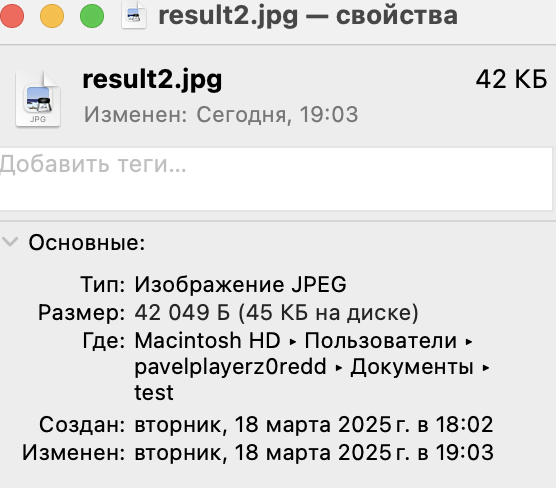 result2.jpg — свойства
JPG
result2.jpg 42 КБ
Изменен: Сегодня, 19:03
Добавить теги...
Основные:
Тип: Изображение JPEG
Размер: 42 049 Б (45 КБ на диске)
Где: Macintosh HD ▸ Пользователи ▸
pavelplayerz0redd ▸ Документы ▸
test
Создан: вторник, 18 марта 2025 г. в 18:02
Изменен: вторник, 18 марта 2025 г. в 19:03